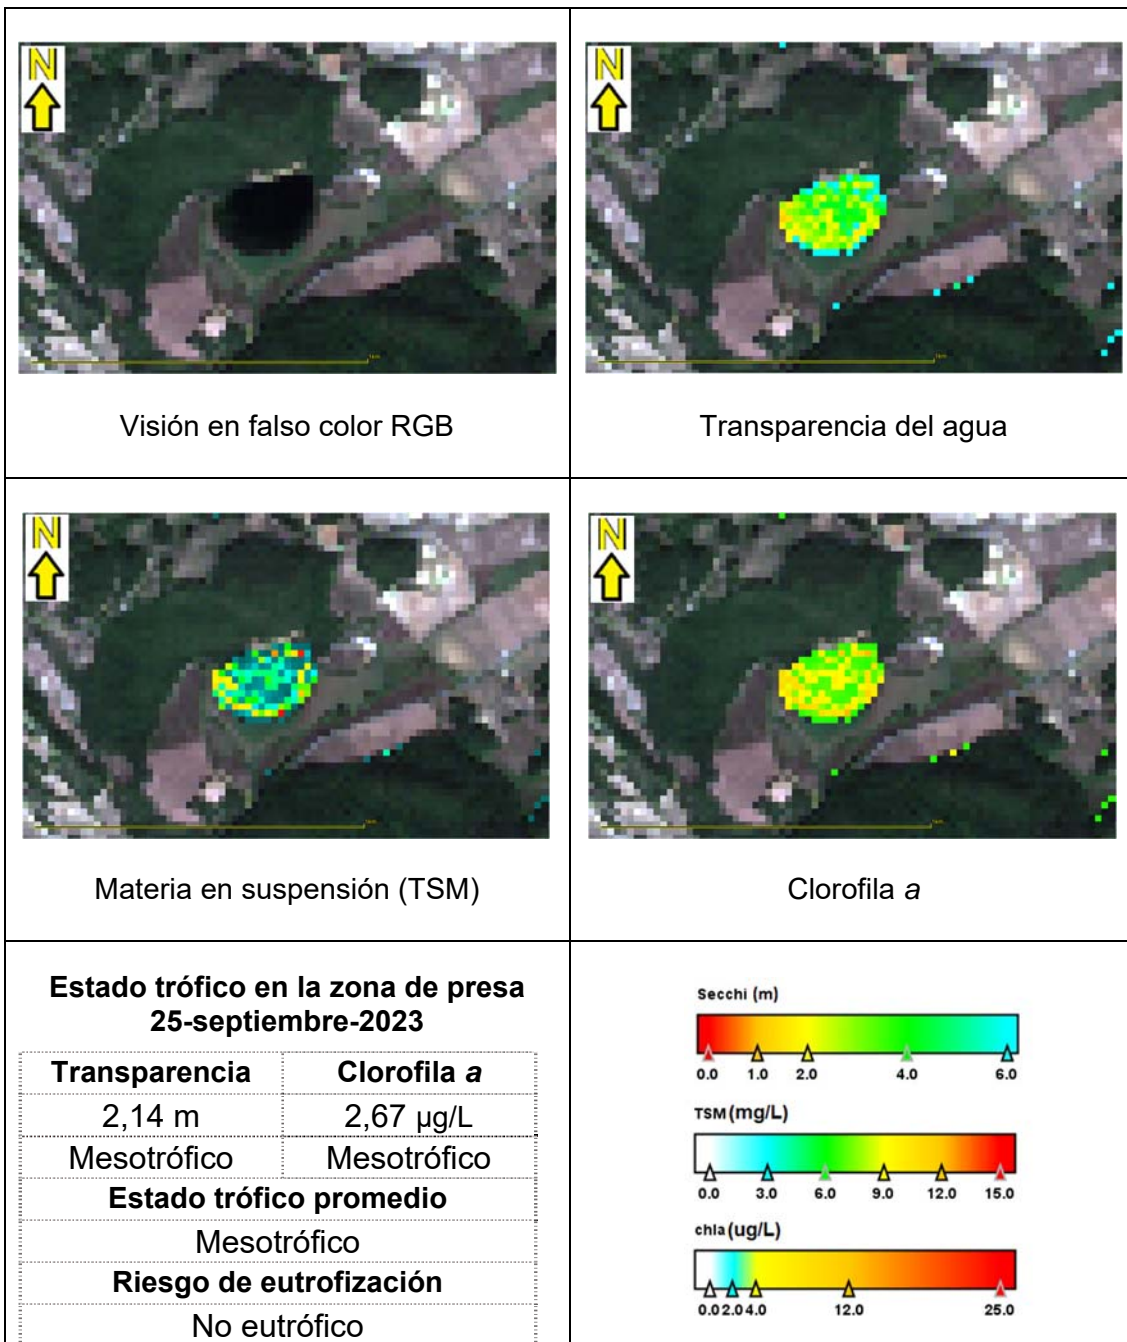 N
N
Visión en falso color RGB
Transparencia del agua
N
N
Materia en suspensión (TSM)
Clorofila a
Estado trófico en la zona de presa
25-septiembre-2023
Transparencia Clorofila a
2,14 m 2,67 µg/L
Mesotrófico Mesotrófico
Estado trófico promedio
Mesotrófico
Riesgo de eutrofización
No eutrófico
Secchi (m)
0.0 1.0 2.0 4.0 6.0
TSM (mg/L)
0.0 3.0 6.0 9.0 12.0 15.0
chla (ug/L)
0.0 2.0 4.0 12.0 25.0